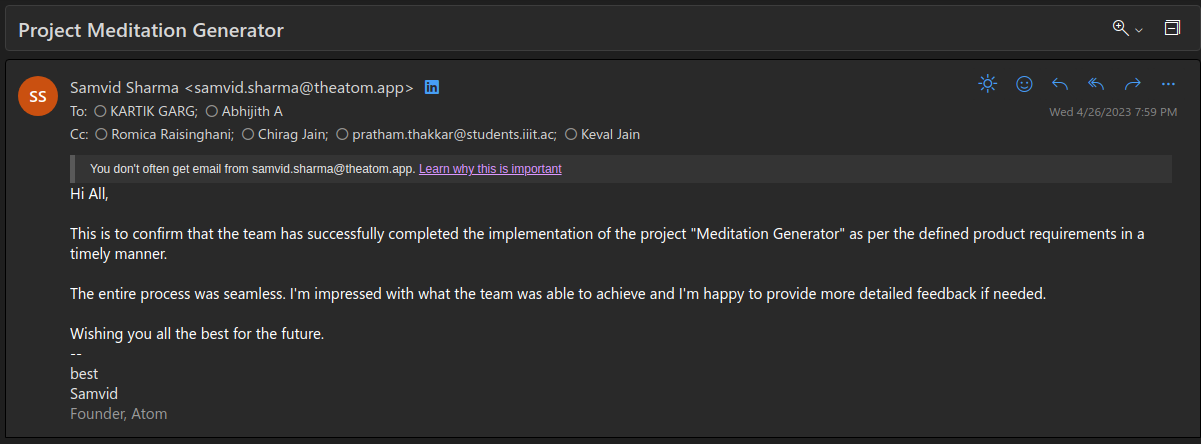 Project Meditation Generator
SS
Samvid Sharma <samvid.sharma@theatom.app>
in
To: KARTIK GARG; Abhijith A
Wed 4/26/2023 7:59 PM
Cc: Romica Raisinghani; Chirag Jain; pratham.thakkar@students.iiit.ac; Keval Jain
You don't often get email from samvid.sharma@theatom.app. Learn why this is important
Hi All,
This is to confirm that the team has successfully completed the implementation of the project "Meditation Generator" as per the defined product requirements in a
timely manner.
The entire process was seamless. I'm impressed with what the team was able to achieve and I'm happy to provide more detailed feedback if needed.
Wishing you all the best for the future.
--
best
Samvid
Founder, Atom